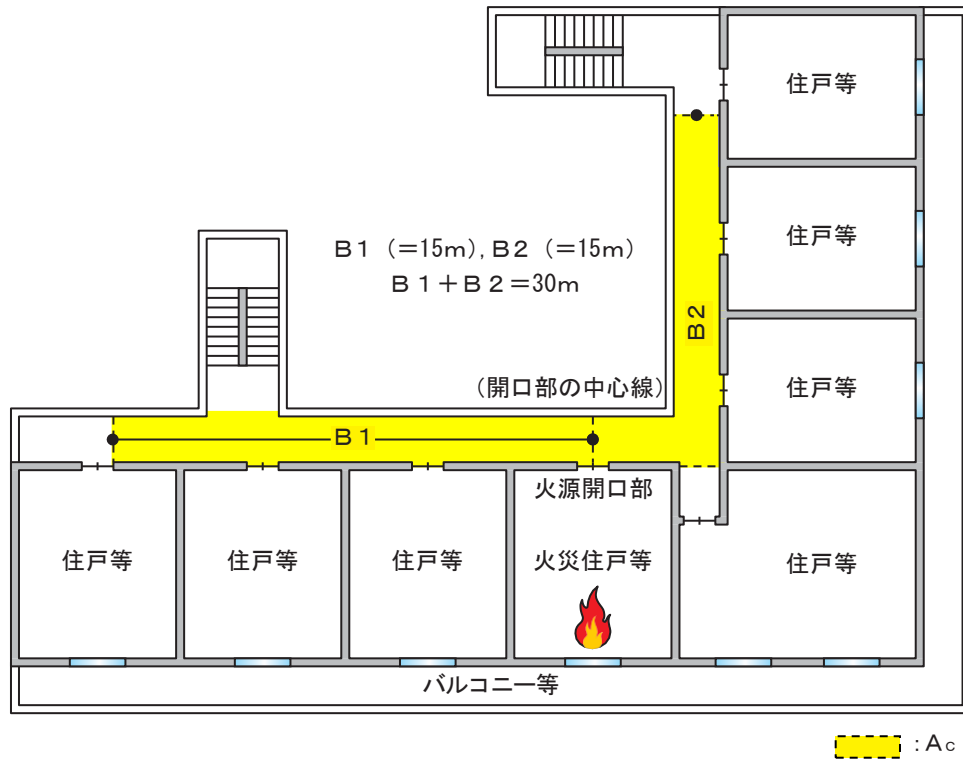 住戸等
住戸等
B1（=15m）, B2（=15m）
B1+B2=30m
B2
（開口部の中心線）
住戸等
B1
火源開口部
住戸等
住戸等
住戸等
火災住戸等
住戸等
バルコニー等
：Ac